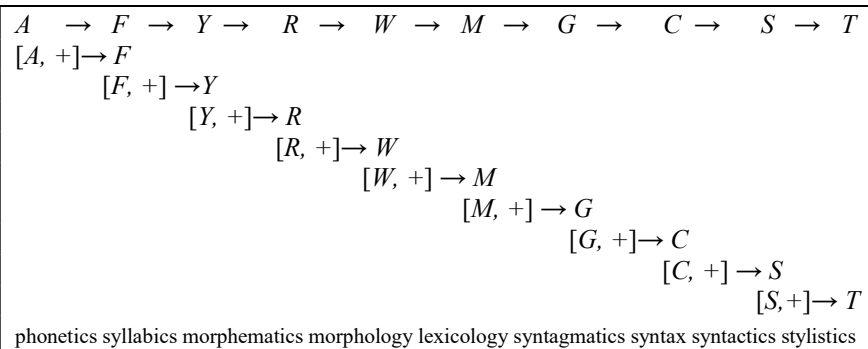 A → F → Y → R → W → M → G → C → S → T
[A, +]→ F
[F, +] →Y
[Y, +]→ R
[R, +]→ W
[W, +] → M
[M, +] → G
[G, +]→ C
[C, +] → S
[S,+]→ T
phonetics syllabics morphematics morphology lexicology syntagmatics syntax syntactics stylistics